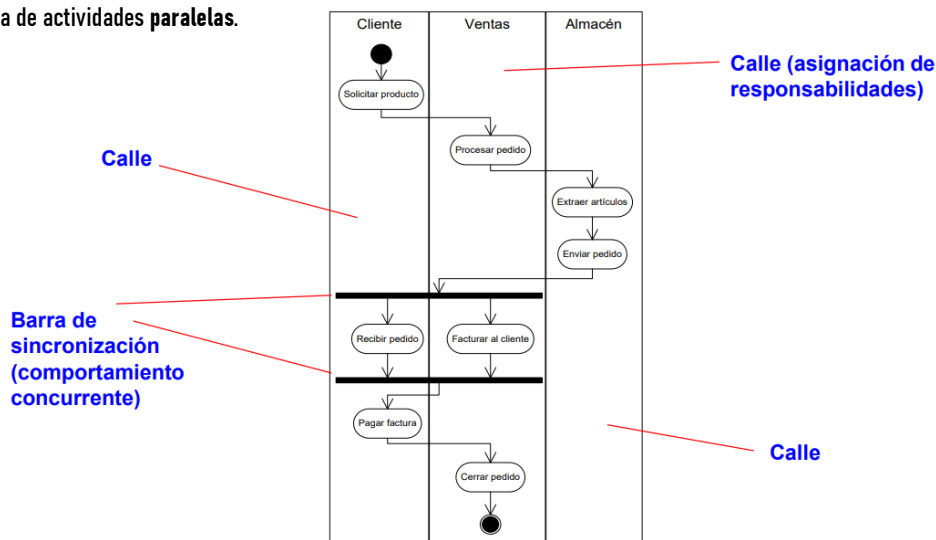 a de actividades paralelas.
Cliente
Ventas
Almacén
Solicitar producto
Calle (asignación de
responsabilidades)
Procesar pedido
Calle
Extraer artículos
Enviar pedido
Barra de
sincronización
(comportamiento
concurrente)
Recibir pedido
Facturar al cliente
Pagar factura
Calle
Cerrar pedido